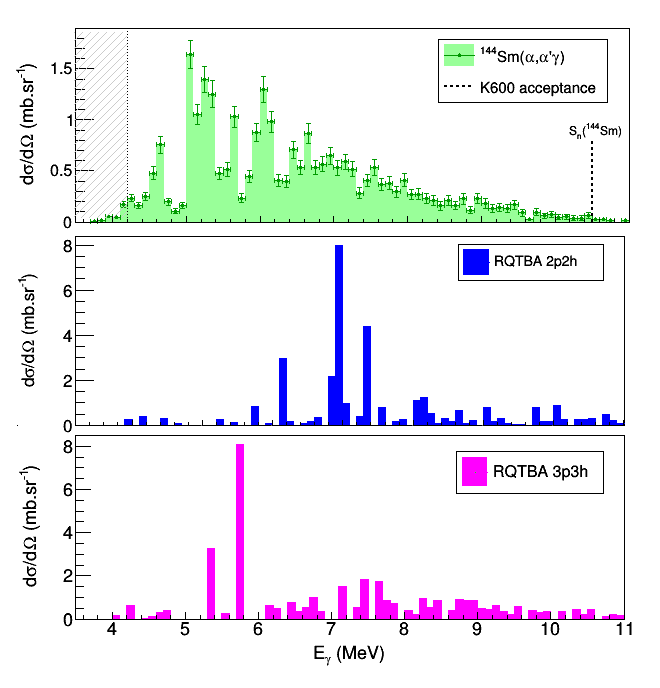 dσ/dΩ (mb.sr⁻¹)
1.5
1
0.5
0
¹⁴⁴Sm(α,α'γ)
K600 acceptance
Sₙ(¹⁴⁴Sm)
dσ/dΩ (mb.sr⁻¹)
8
6
4
2
0
RQTBA 2p2h
dσ/dΩ (mb.sr⁻¹)
8
6
4
2
0
RQTBA 3p3h
4 5 6 7 8 9 10 11
Eᵧ (MeV)